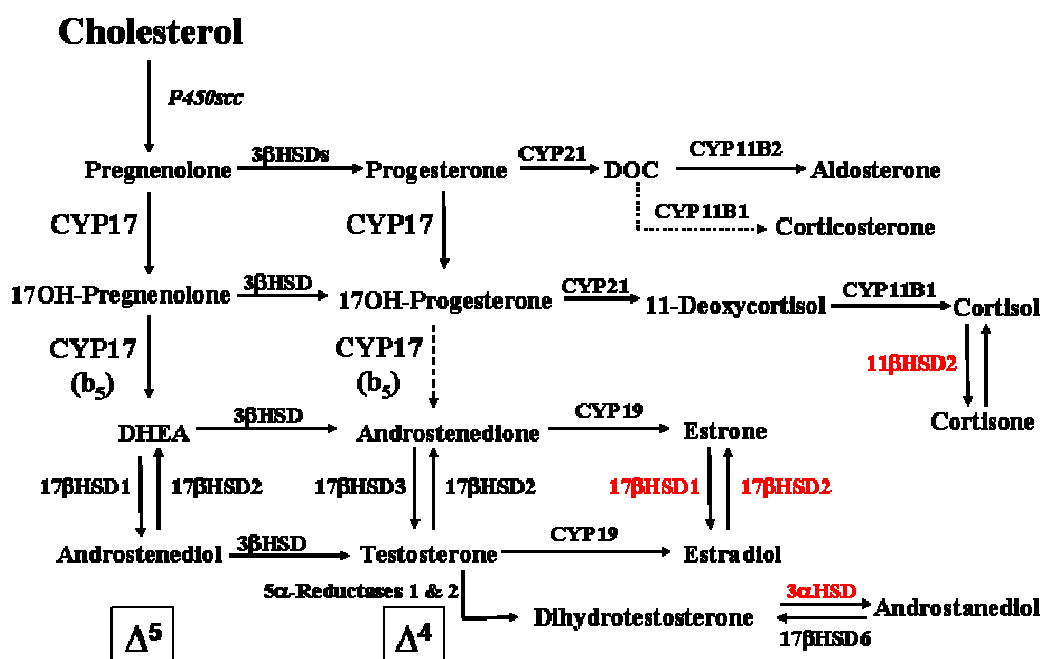 Cholesterol
P450scc
Pregnenolone 3βHSDs Progesterone CYP21 DOC CYP11B2 Aldosterone
CYP17 CYP17 CYP11B1 Corticosterone
17OH-Pregnenolone 3βHSD 17OH-Progesterone CYP21 11-Deoxycortisol CYP11B1 Cortisol
CYP17 CYP17 11βHSD2
(b₅) (b₅)
Cortisone
DHEA 3βHSD Androstenedione CYP19 Estrone
17βHSD1 17βHSD2 17βHSD3 17βHSD2 17βHSD1 17βHSD2
Androstenediol 3βHSD Testosterone CYP19 Estradiol
5α-Reductases 1 & 2 3αHSD
Dihydrotestosterone Androstanediol
17βHSD6
Δ⁵ Δ⁴